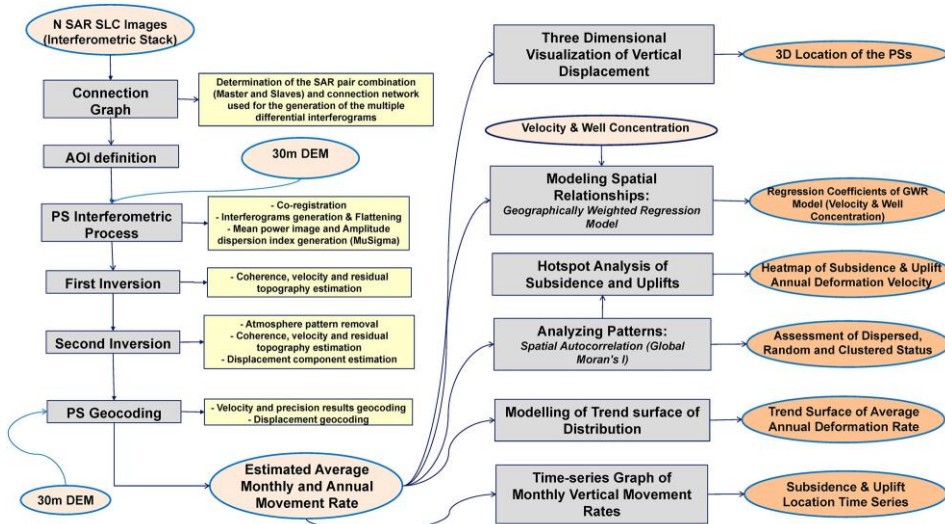 N SAR SLC Images
(Interferometric Stack)
Connection
Graph
Determination of the SAR pair combination
(Master and Slaves) and connection network
used for the generation of the multiple
differential interferograms
AOI definition
30m DEM
PS Interferometric
Process
- Co-registration
- Interferograms generation & Flattening
- Mean power image and Amplitude
dispersion index generation (MuSigma)
First Inversion
- Coherence, velocity and residual
topography estimation
Second Inversion
- Atmosphere pattern removal
- Coherence, velocity and residual
topography estimation
- Displacement component estimation
PS Geocoding
- Velocity and precision results geocoding
- Displacement geocoding
30m DEM
Estimated Average
Monthly and Annual
Movement Rate
Three Dimensional
Visualization of Vertical
Displacement
3D Location of the PSs
Velocity & Well Concentration
Modeling Spatial
Relationships:
Geographically Weighted Regression
Model
Regression Coefficients of GWR
Model (Velocity & Well
Concentration)
Hotspot Analysis of
Subsidence and Uplifts
Heatmap of Subsidence & Uplift
Annual Deformation Velocity
Analyzing Patterns:
Spatial Autocorrelation (Global
Moran's I)
Assessment of Dispersed,
Random and Clustered Status
Modelling of Trend surface of
Distribution
Trend Surface of Average
Annual Deformation Rate
Time-series Graph of
Monthly Vertical Movement
Rates
Subsidence & Uplift
Location Time Series